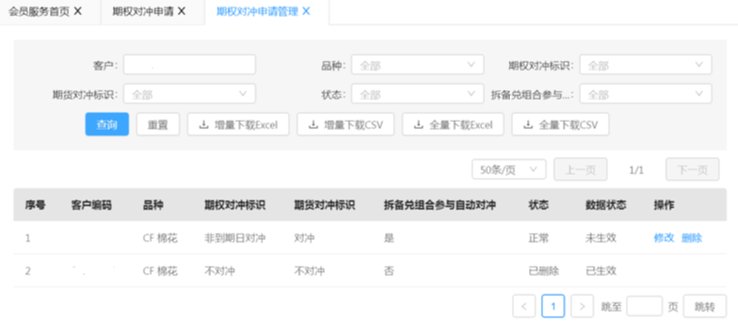 会员服务首页 X 期权对冲申请 X 期权对冲申请管理 X
客户: 品种: 全部 期权对冲标识: 全部
期货对冲标识: 全部 状态: 全部 拆备兑组合参与...: 全部
查询 重置 增量下载Excel 增量下载CSV 全量下载Excel 全量下载CSV
50条/页 上一页 1/1 下一页
序号 客户编码 品种 期权对冲标识 期货对冲标识 拆备兑组合参与自动对冲 状态 数据状态 操作
1 CF 棉花 非到期日对冲 对冲 是 正常 未生效 修改 删除
2 CF 棉花 不对冲 不对冲 否 已删除 已生效
< 1 > 跳至 页 跳转